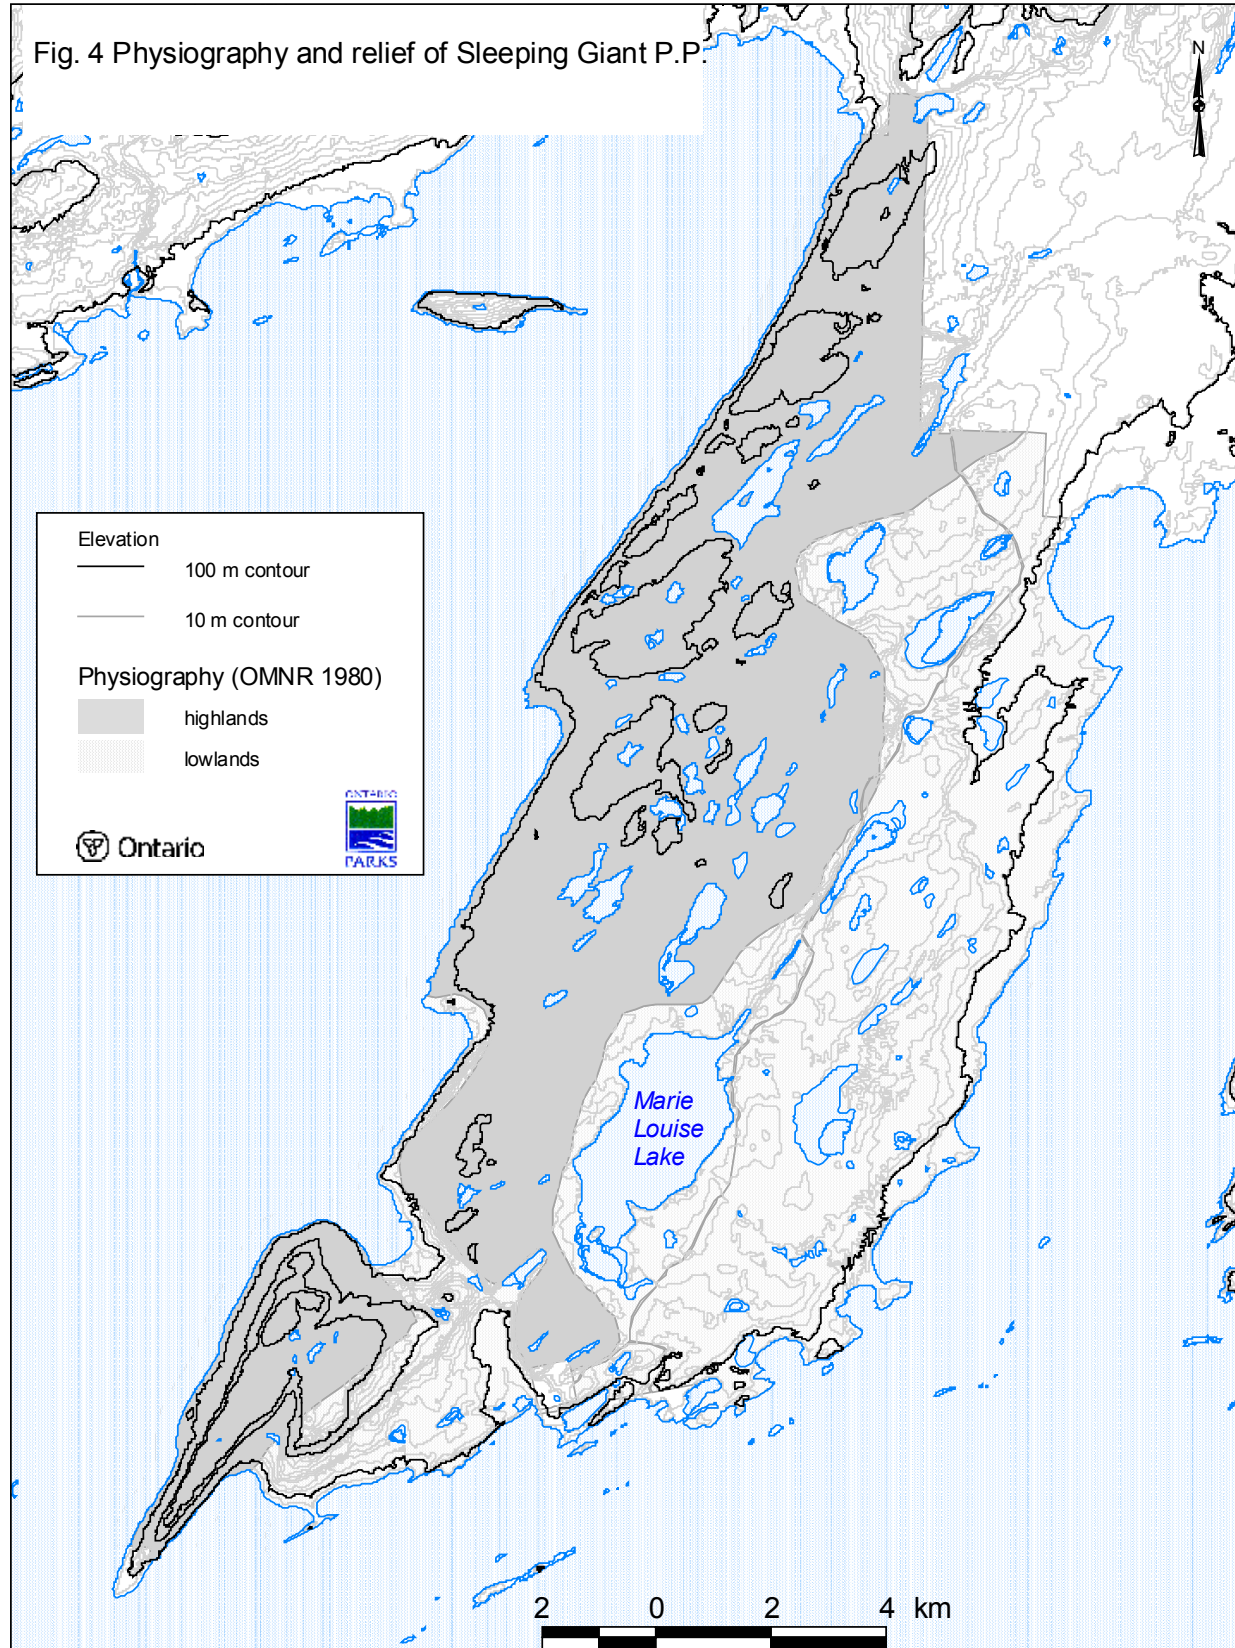 Fig. 4 Physiography and relief of Sleeping Giant P.P.
N
Elevation
100 m contour
10 m contour
Physiography (OMNR 1980)
highlands
lowlands
Ontario
ONTARIO
PARKS
Marie
Louise
Lake
2 0 2 4 km